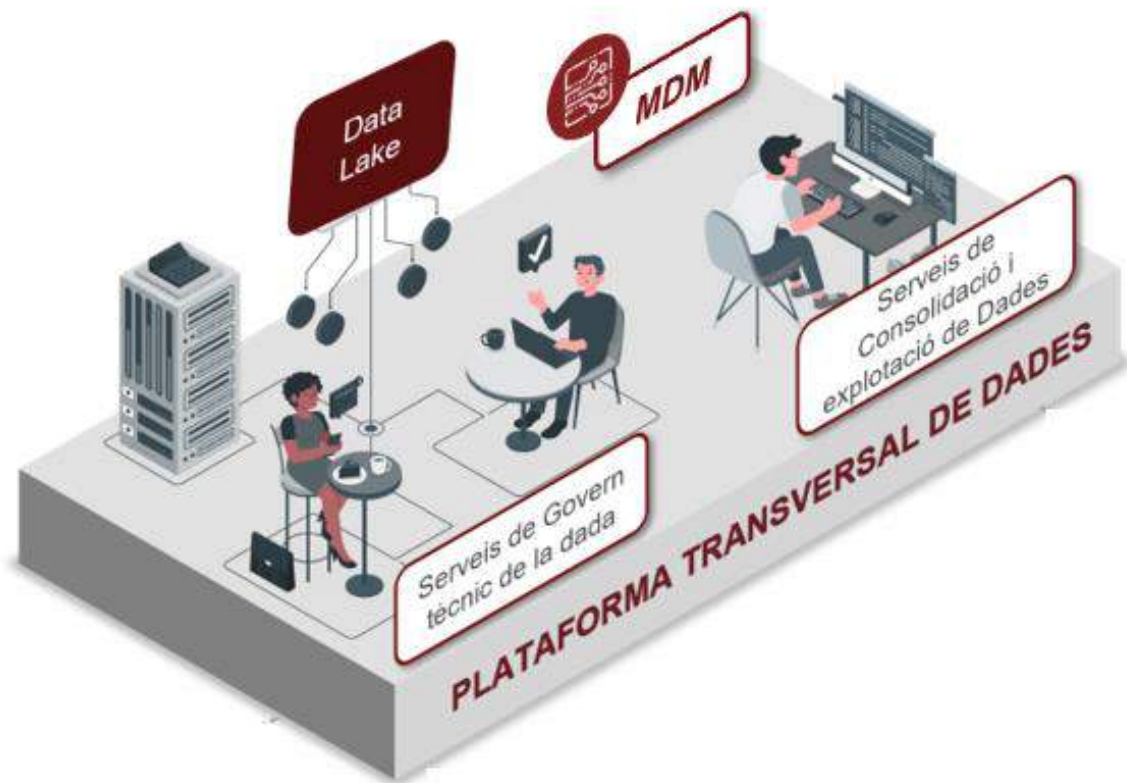 Data
Lake
MDM
Serveis de
Consolidació i
explotació de Dades
Serveis de Govern
tècnic de la dada
PLATAFORMA TRANSVERSAL DE DADES